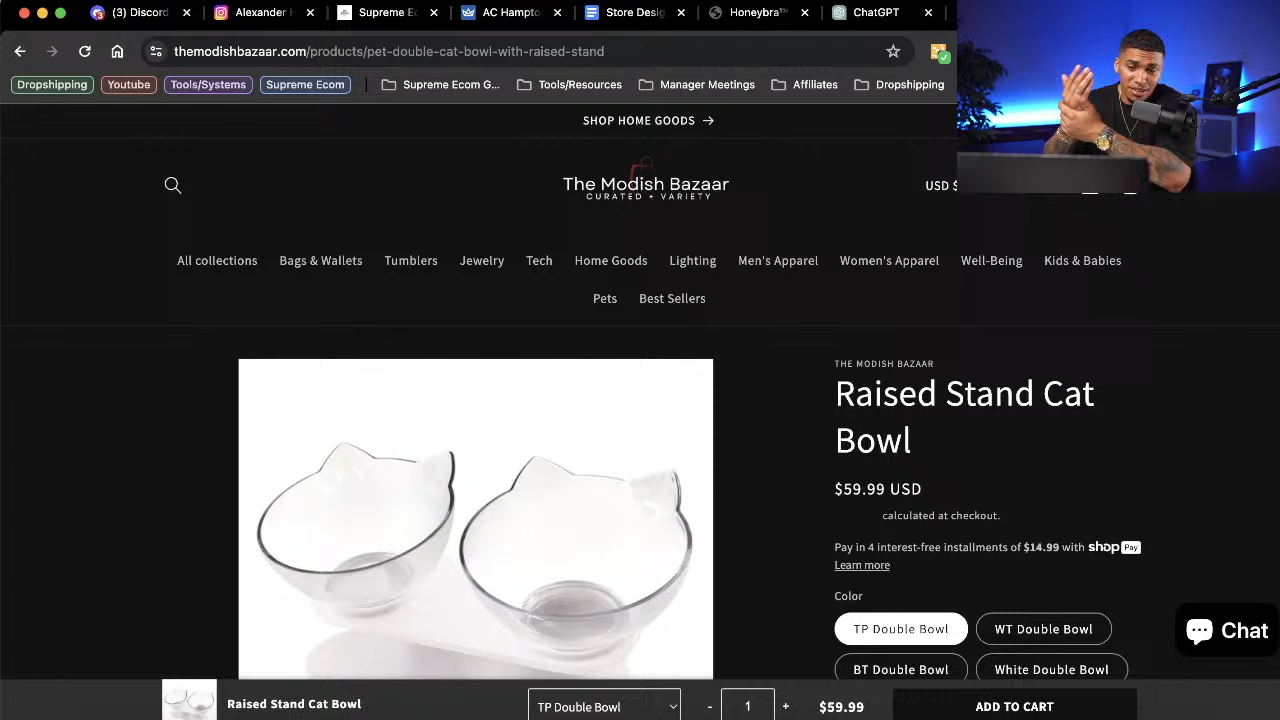 (3) Discord
Alexander
Supreme Ec
AC Hampto
Store Desig
Honeybra™
ChatGPT
themodishbazaar.com/products/pet-double-cat-bowl-with-raised-stand
Dropshipping
Youtube
Tools/Systems
Supreme Ecom
Supreme Ecom G...
Tools/Resources
Manager Meetings
Affiliates
Dropshipping
SHOP HOME GOODS →
The Modish Bazaar
CURATED + VARIETY
USD $
All collections
Bags & Wallets
Tumblers
Jewelry
Tech
Home Goods
Lighting
Men's Apparel
Women's Apparel
Well-Being
Kids & Babies
Pets
Best Sellers
THE MODISH BAZAAR
Raised Stand Cat
Bowl
$59.99 USD
calculated at checkout.
Pay in 4 interest-free installments of $14.99 with shop Pay
Learn more
Color
TP Double Bowl
WT Double Bowl
BT Double Bowl
White Double Bowl
Chat
Raised Stand Cat Bowl
TP Double Bowl
- 1 +
$59.99
ADD TO CART